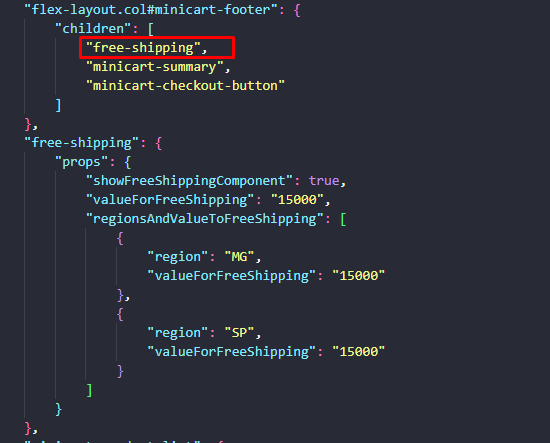 "flex-layout.col#minicart-footer": {
"children": [
"free-shipping",
"minicart-summary",
"minicart-checkout-button"
]
},
"free-shipping": {
"props": {
"showFreeShippingComponent": true,
"valueForFreeShipping": "15000",
"regionsAndValueToFreeShipping": [
{
"region": "MG",
"valueForFreeShipping": "15000"
},
{
"region": "SP",
"valueForFreeShipping": "15000"
}
]
}
},